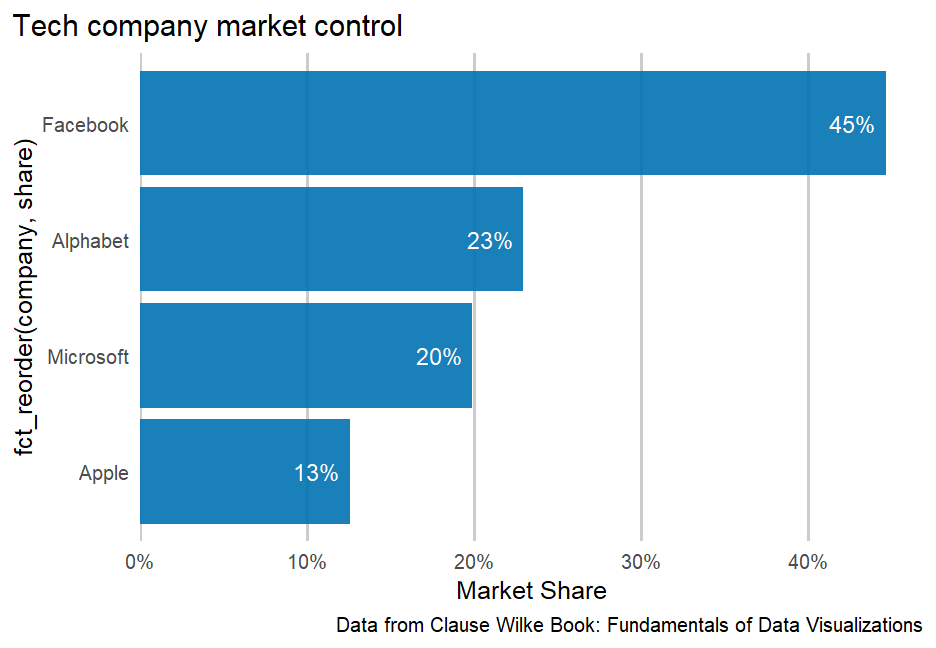 Tech company market control
fct_reorder(company, share)
Facebook
45%
Alphabet
23%
Microsoft
20%
Apple
13%
0% 10% 20% 30% 40%
Market Share
Data from Clause Wilke Book: Fundamentals of Data Visualizations